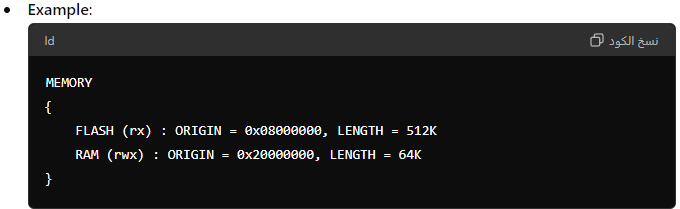 • Example:
ld نسخ الكود
MEMORY
{
    FLASH (rx) : ORIGIN = 0x08000000, LENGTH = 512K
    RAM (rwx) : ORIGIN = 0x20000000, LENGTH = 64K
}